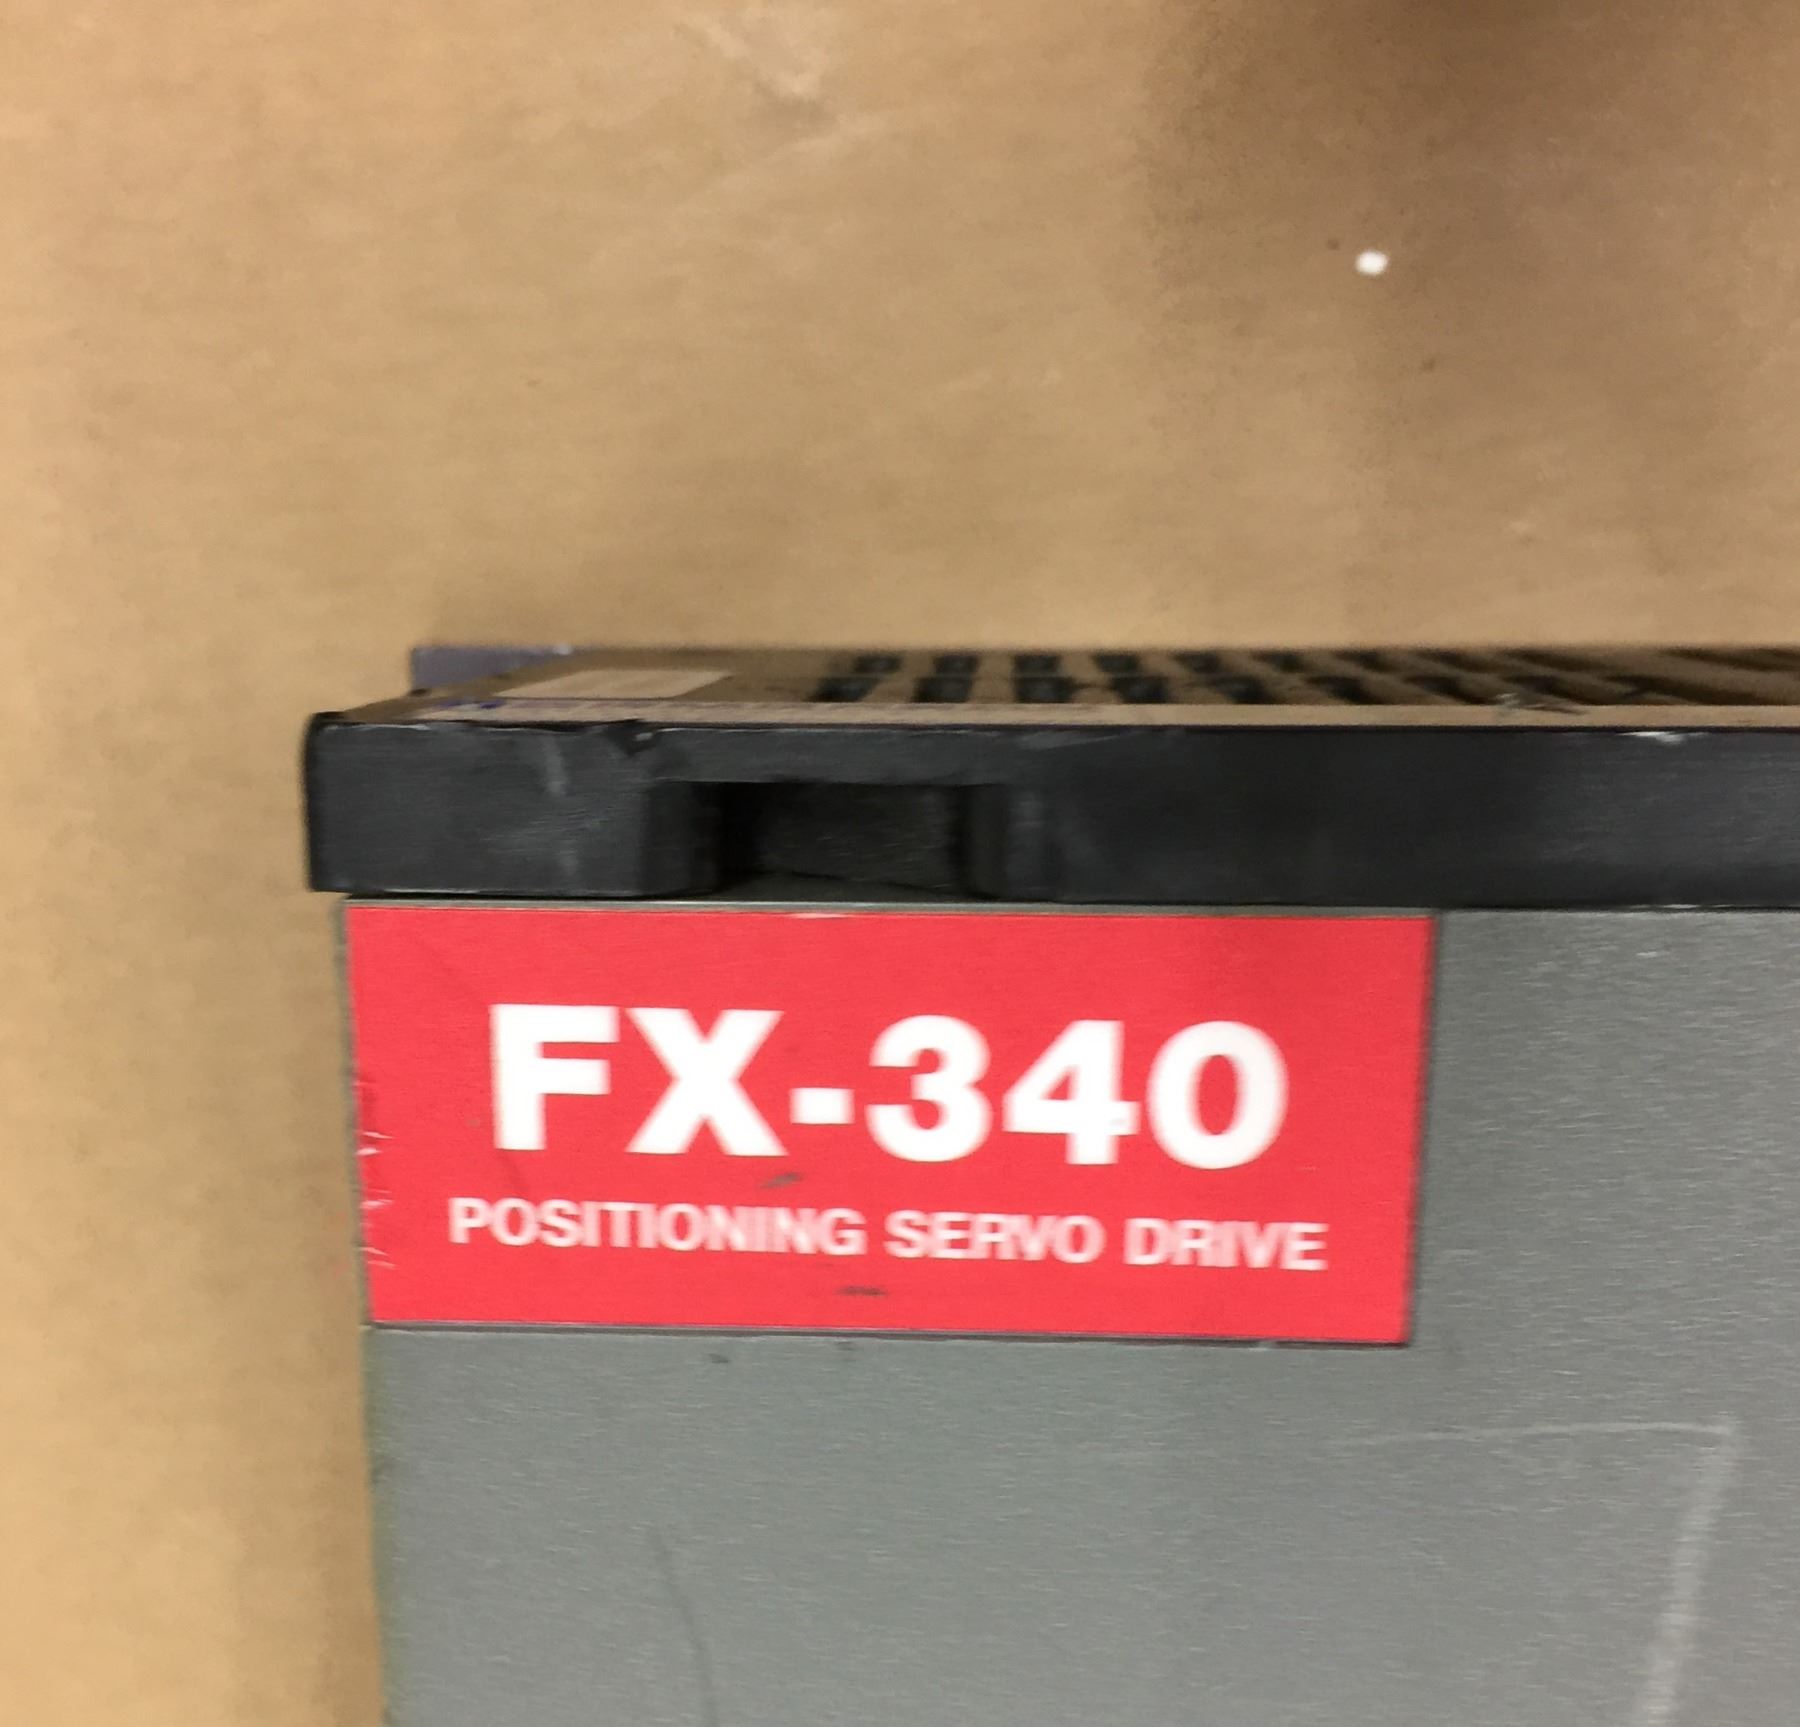 FX-340
POSITIONING SERVO DRIVE